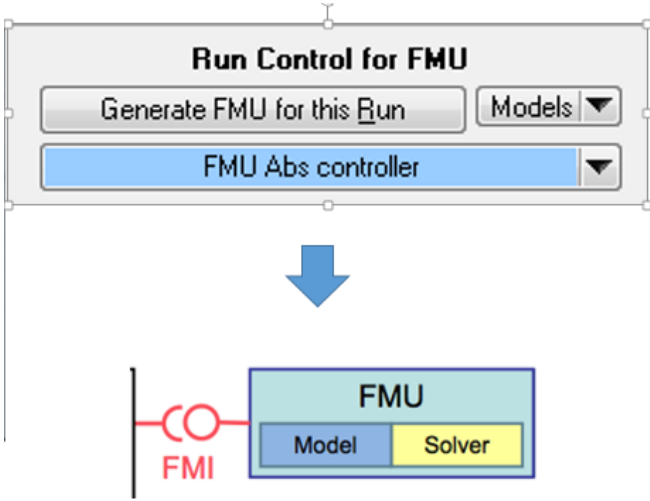 Run Control for FMU
Generate FMU for this Run
Models
FMU Abs controller
FMU
Model
Solver
FMI